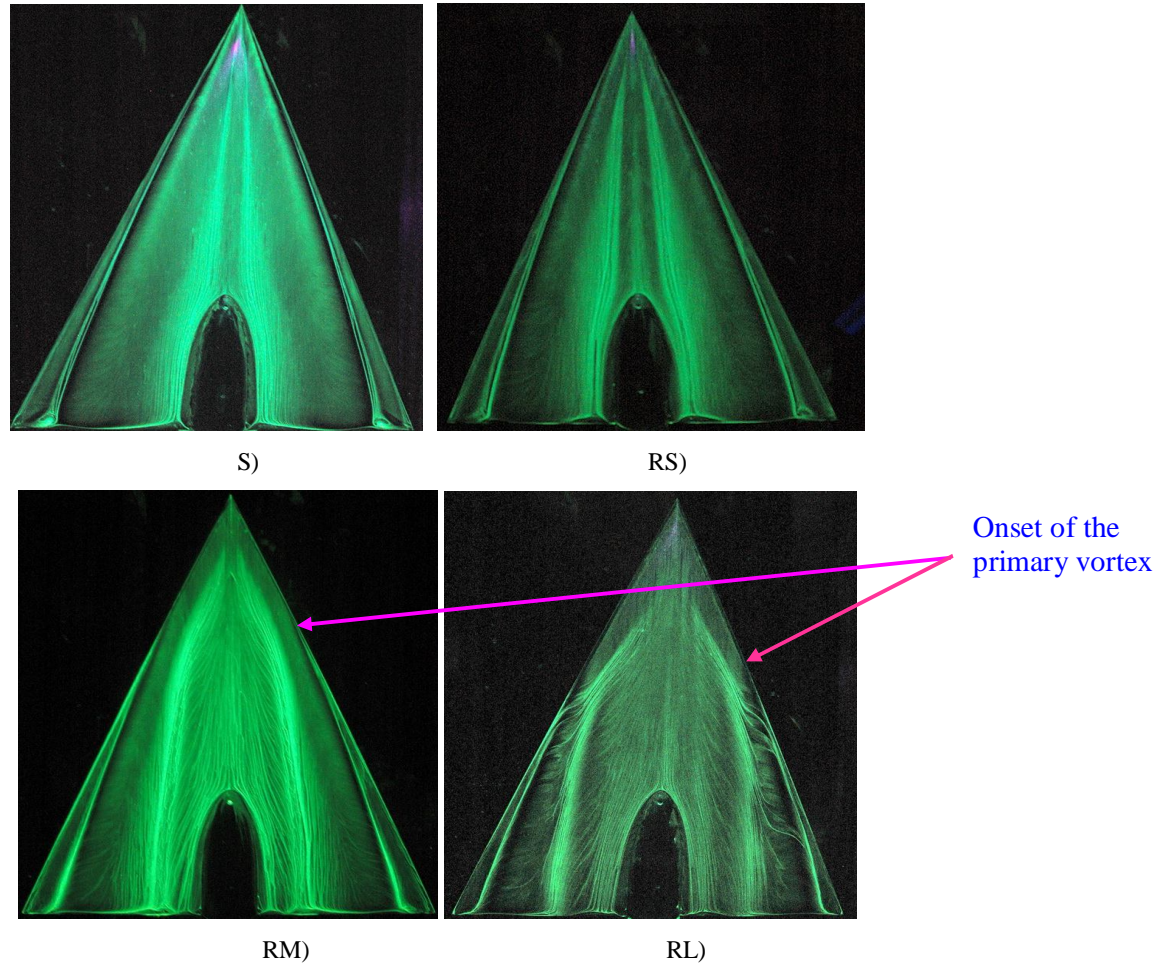 S)
RS)
Onset of the
primary vortex
RM)
RL)